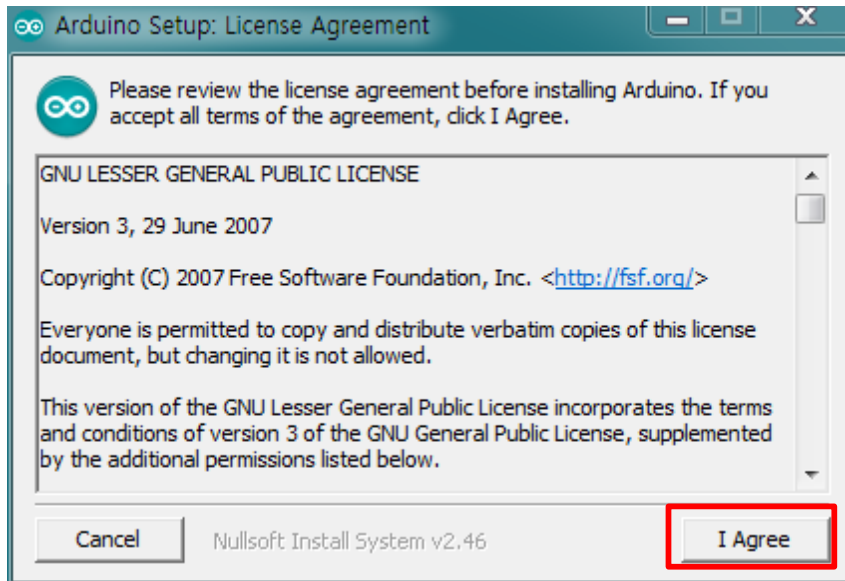 Arduino Setup: License Agreement
Please review the license agreement before installing Arduino. If you
accept all terms of the agreement, click I Agree.
GNU LESSER GENERAL PUBLIC LICENSE
Version 3, 29 June 2007
Copyright (C) 2007 Free Software Foundation, Inc. <http://fsf.org/>
Everyone is permitted to copy and distribute verbatim copies of this license
document, but changing it is not allowed.
This version of the GNU Lesser General Public License incorporates the terms
and conditions of version 3 of the GNU General Public License, supplemented
by the additional permissions listed below.
Cancel
Nullsoft Install System v2.46
I Agree